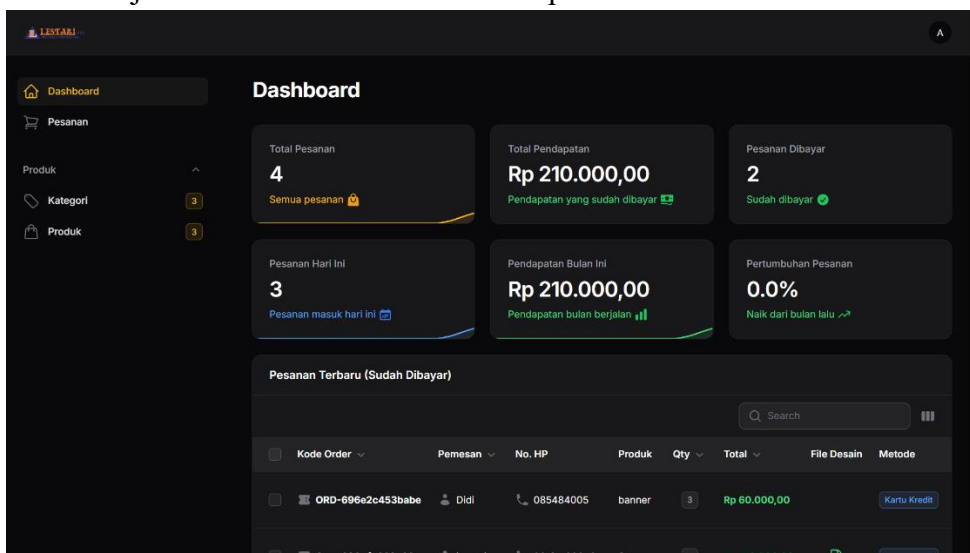 LESTARI
A
Dashboard
Pesanan
Produk
Kategori 3
Produk 3
Dashboard
Total Pesanan
4
Semua pesanan
Total Pendapatan
Rp 210.000,00
Pendapatan yang sudah dibayar
Pesanan Dibayar
2
Sudah dibayar
Pesanan Hari Ini
3
Pesanan masuk hari ini
Pendapatan Bulan Ini
Rp 210.000,00
Pendapatan bulan berjalan
Pertumbuhan Pesanan
0.0%
Naik dari bulan lalu
Pesanan Terbaru (Sudah Dibayar)
Search
Kode Order Pemesan No. HP Produk Qty Total File Desain Metode
ORD-696e2c453babe Didi 085484005 banner 3 Rp 60.000,00 Kartu Kredit